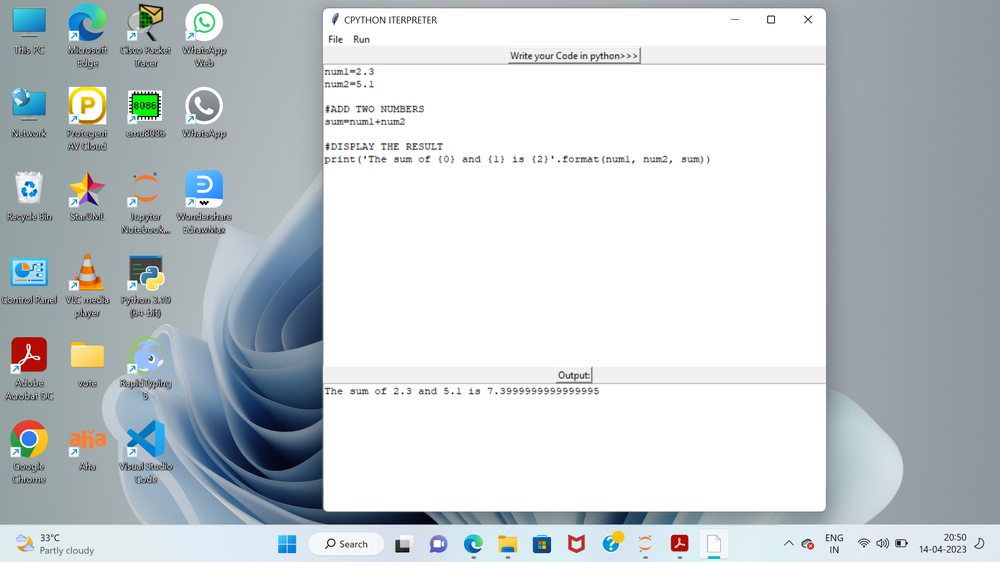 This PC
Microsoft
Edge
Cisco Packet
Tracer
WhatsApp
Web
Network
P
Protegent
AV Cloud
8086
emu8086
WhatsApp
Recycle Bin
StarUML
Jupyter
Notebook...
Wondershare
EdrawMax
Control Panel
VLC media
player
Python 3.10
(64-bit)
Adobe
Acrobat DC
vote
RapidTyping
5
Google
Chrome
aha
Aha
Visual Studio
Code
CPYTHON ITERPRETER
File Run
Write your Code in python>>>
num1=2.3
num2=5.1
#ADD TWO NUMBERS
sum=num1+num2
#DISPLAY THE RESULT
print('The sum of {0} and {1} is {2}'.format(num1, num2, sum))
Output:
The sum of 2.3 and 5.1 is 7.3999999999999995
33°C
Partly cloudy
Search
ENG
IN
20:50
14-04-2023